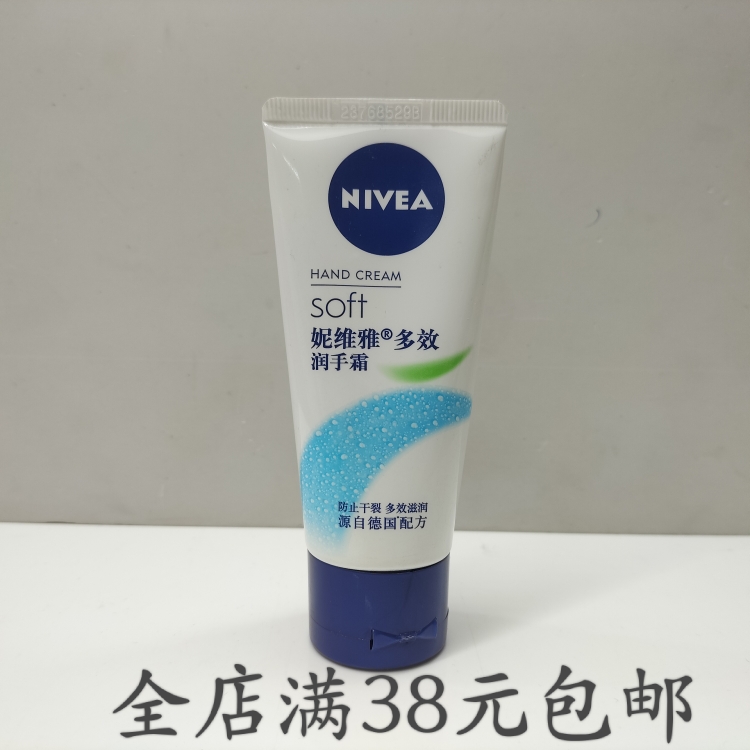 NIVEA
HAND CREAM
soft
妮维雅®多效
润手霜
防止干裂 多效滋润
源自德国*配方
全店满38元包邮